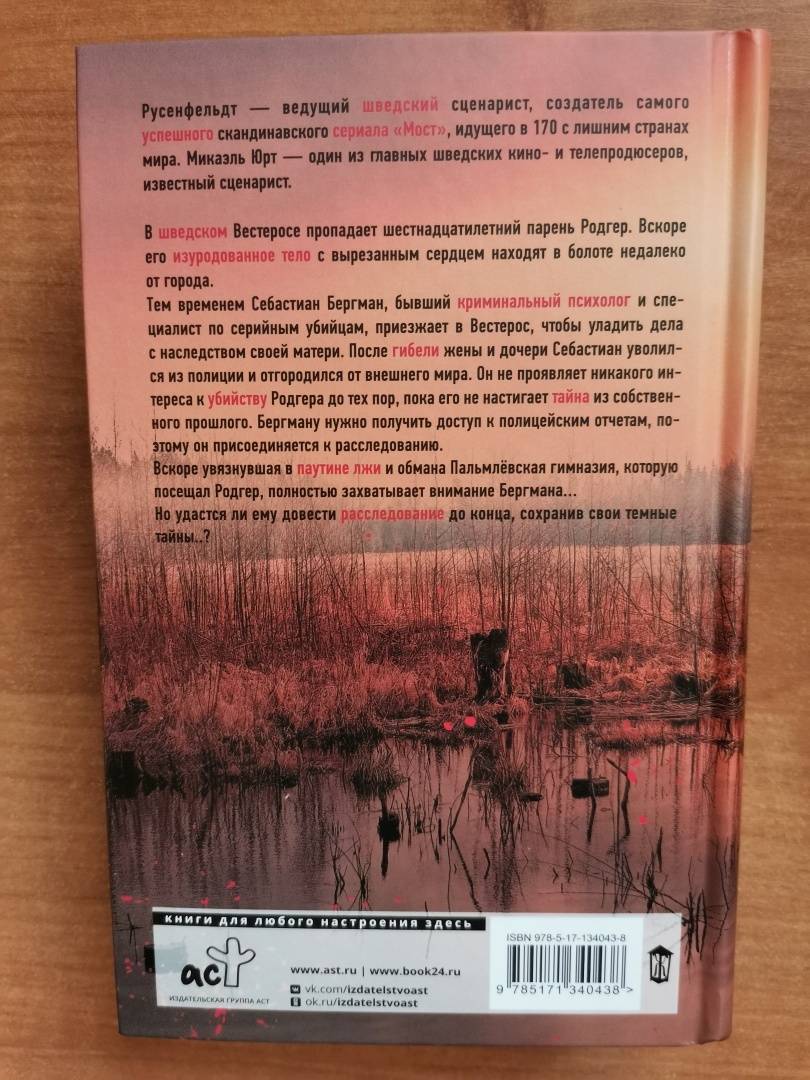 Русенфельдт — ведущий шведский сценарист, создатель самого
успешного скандинавского сериала «Мост», идущего в 170 с лишним странах
мира. Микаэль Юрт — один из главных шведских кино- и телепродюсеров,
известный сценарист.
В шведском Вестеросе пропадает шестнадцатилетний парень Родгер. Вскоре
его изуродованное тело с вырезанным сердцем находят в болоте недалеко
от города.
Тем временем Себастиан Бергман, бывший криминальный психолог и спе-
циалист по серийным убийцам, приезжает в Вестерос, чтобы уладить дела
с наследством своей матери. После гибели жены и дочери Себастиан уволил-
ся из полиции и отгородился от внешнего мира. Он не проявляет никакого ин-
тереса к убийству Родгера до тех пор, пока его не настигает тайна из собствен-
ного прошлого. Бергману нужно получить доступ к полицейским отчетам, по-
этому он присоединяется к расследованию.
Вскоре увязнувшая в паутине лжи и обмана Пальмлёвская гимназия, которую
посещал Родгер, полностью захватывает внимание Бергмана...
Но удастся ли ему довести расследование до конца, сохранив свои темные
тайны..?
книги для любого настроения здесь
аст
ИЗДАТЕЛЬСКАЯ ГРУППА АСТ
www.ast.ru | www.book24.ru
vk.com/izdatelstvoast
ok.ru/izdatelstvoast
ISBN 978-5-17-134043-8
9 785171 340438 >